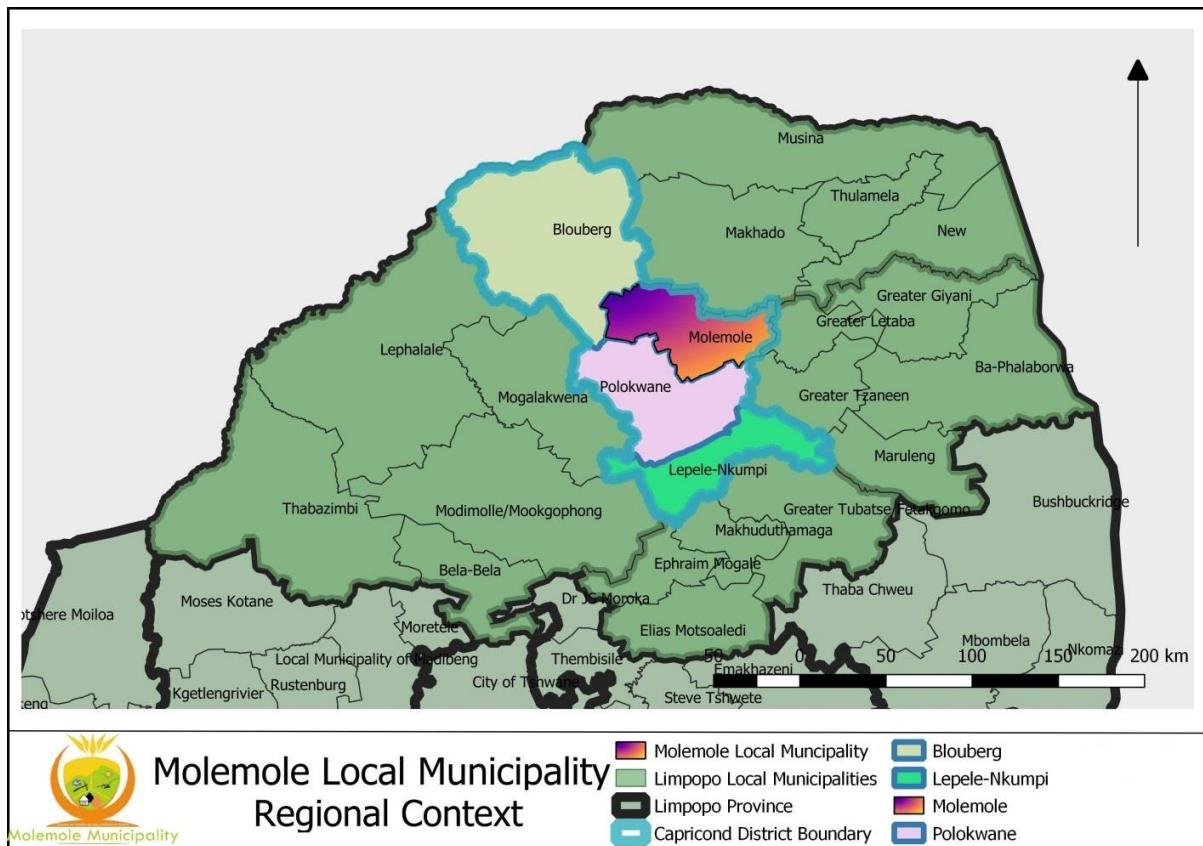 Musina
Thulamela
Blouberg
Makhado
New
Greater Giyani
Greater Letaba
Molemole
Lephalale
Ba-Phalaborwa
Polokwane
Mogalakwena
Greater Tzaneen
Lepele-Nkumpi
Maruleng
Bushbuckridge
Thabazimbi
Modimolle/Mookgophong
Greater Tubatse/Fetakgomo
Makhuduthamaga
Ephraim Mogale
Bela-Bela
Thaba Chweu
Moses Kotane
Dr JS Moroka
otshere Moiloa
Moretele
Elias Motsoaledi
Mbombela
Nkomazi
Local Municipality of Madibeng
Thembisile
50 0 50 100 150 200 km
Emakhazeni
Kgetlengrivier
Rustenburg
City of Tshwane
Steve Tshwete
keng
Molemole Municipality
Molemole Local Municipality
Regional Context
Molemole Local Muncipality
Limpopo Local Municipalities
Limpopo Province
Capricond District Boundary
Blouberg
Lepele-Nkumpi
Molemole
Polokwane